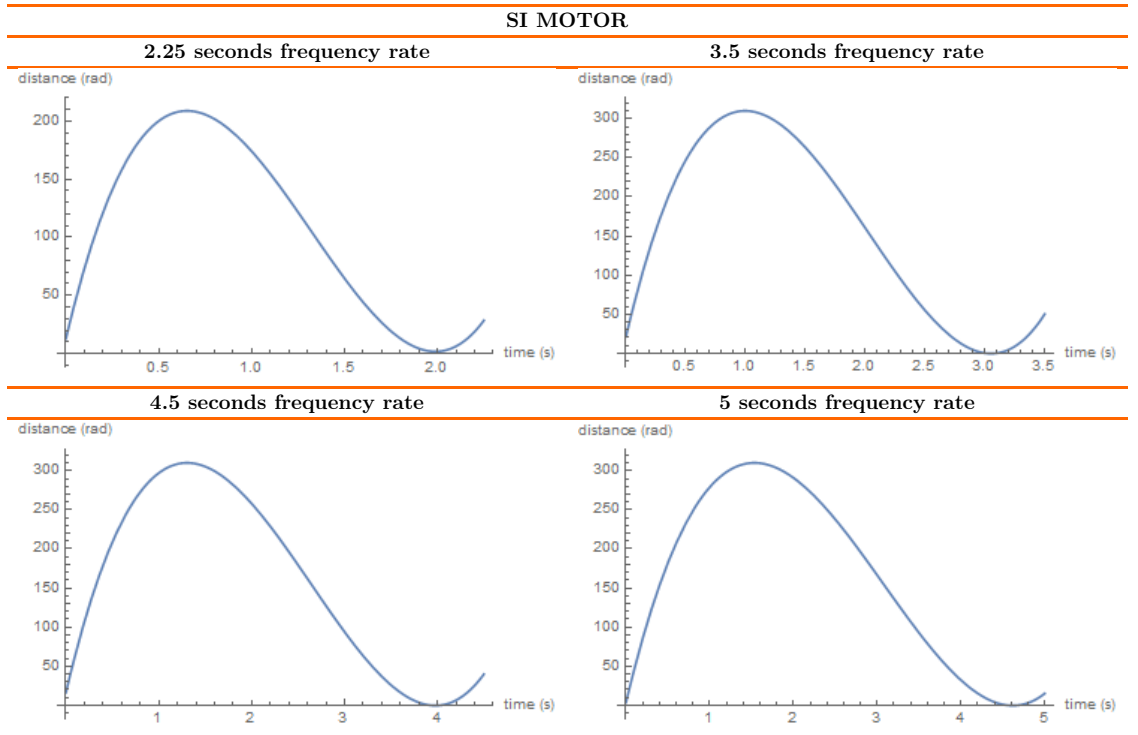 SI MOTOR
2.25 seconds frequency rate
3.5 seconds frequency rate
distance (rad)
200
150
100
50
0.5 1.0 1.5 2.0
time (s)
distance (rad)
300
250
200
150
100
50
0.5 1.0 1.5 2.0 2.5 3.0 3.5
time (s)
4.5 seconds frequency rate
5 seconds frequency rate
distance (rad)
300
250
200
150
100
50
1 2 3 4
time (s)
distance (rad)
300
250
200
150
100
50
1 2 3 4 5
time (s)